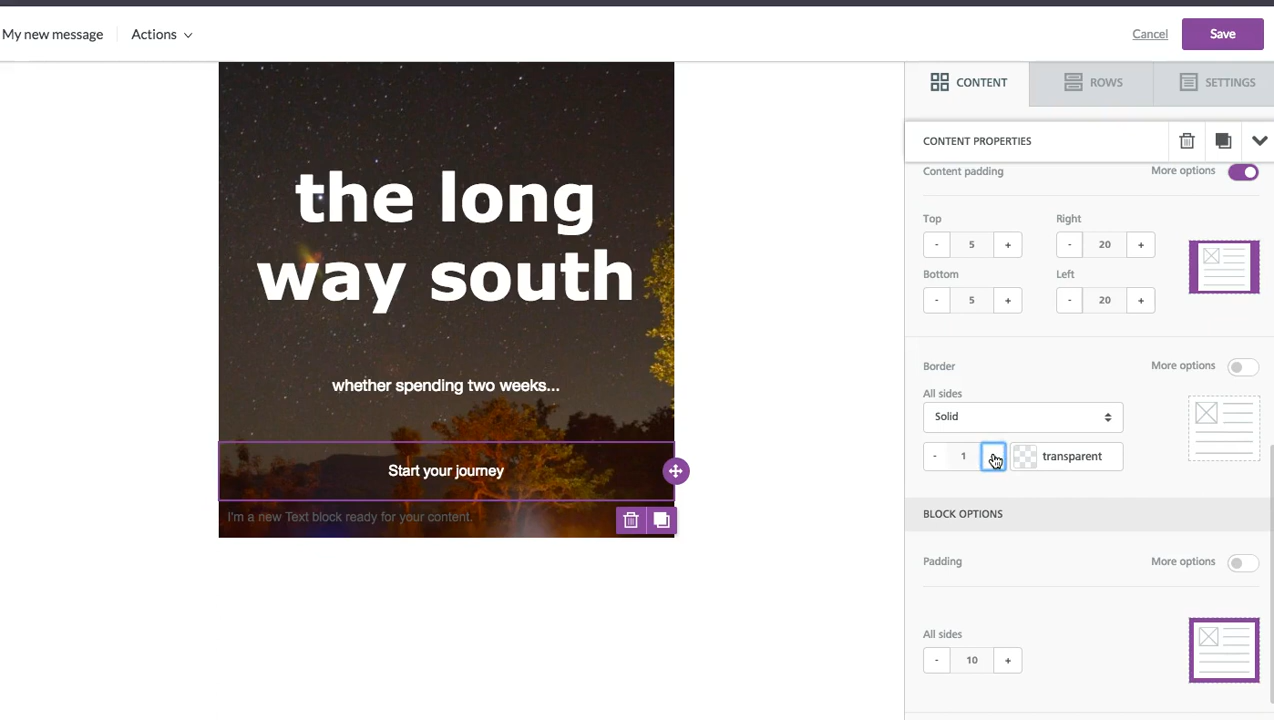 My new message
Actions
Cancel
Save
CONTENT
ROWS
SETTINGS
CONTENT PROPERTIES
Content padding
More options
Top
Right
- 5 +
- 20 +
Bottom
Left
- 5 +
- 20 +
Border
More options
All sides
Solid
- 1
transparent
BLOCK OPTIONS
Padding
More options
All sides
- 10 +
the long
way south
whether spending two weeks...
Start your journey
I'm a new Text block ready for your content.